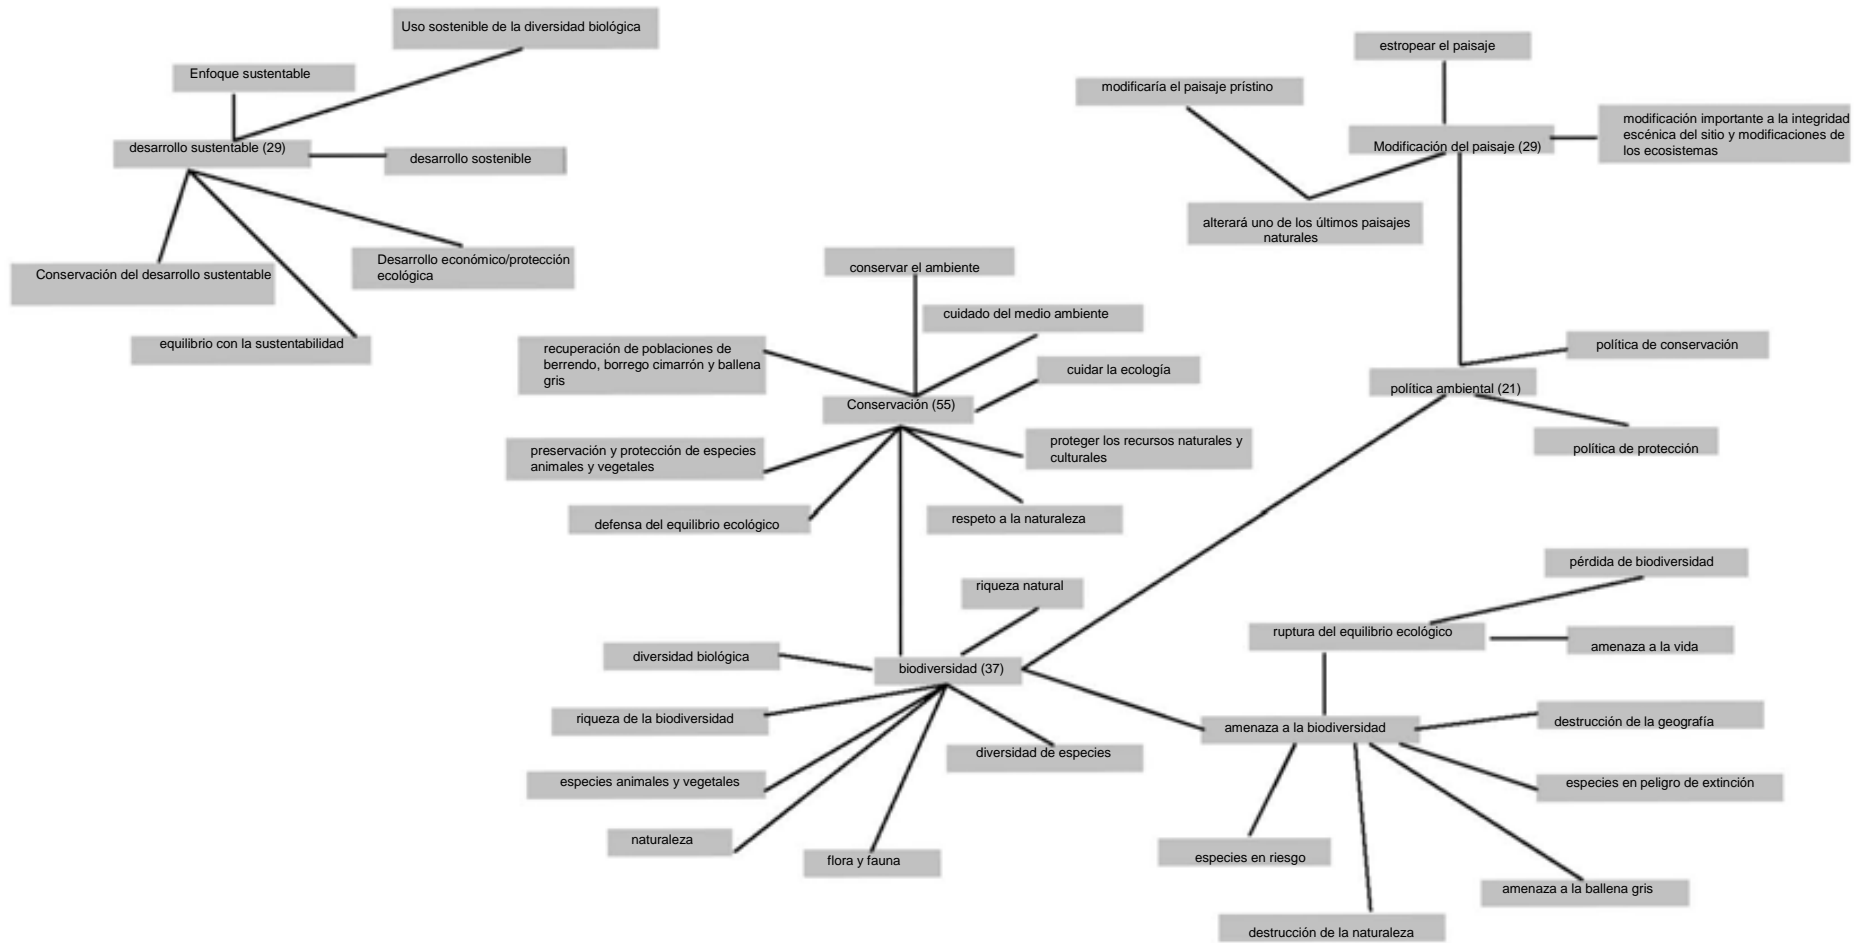 Uso sostenible de la diversidad biológica
Enfoque sustentable
desarrollo sustentable (29)
desarrollo sostenible
Conservación del desarrollo sustentable
Desarrollo económico/protección
ecológica
equilibrio con la sustentabilidad
estropear el paisaje
modificaría el paisaje prístino
modificación importante a la integridad
escénica del sitio y modificaciones de
los ecosistemas
Modificación del paisaje (29)
alterará uno de los últimos paisajes
naturales
conservar el ambiente
cuidado del medio ambiente
recuperación de poblaciones de
berrendo, borrego cimarrón y ballena
gris
cuidar la ecología
Conservación (55)
preservación y protección de especies
animales y vegetales
proteger los recursos naturales y
culturales
defensa del equilibrio ecológico
respeto a la naturaleza
política de conservación
política ambiental (21)
política de protección
riqueza natural
diversidad biológica
biodiversidad (37)
riqueza de la biodiversidad
diversidad de especies
especies animales y vegetales
naturaleza
flora y fauna
pérdida de biodiversidad
ruptura del equilibrio ecológico
amenaza a la vida
amenaza a la biodiversidad
destrucción de la geografía
especies en peligro de extinción
especies en riesgo
amenaza a la ballena gris
destrucción de la naturaleza